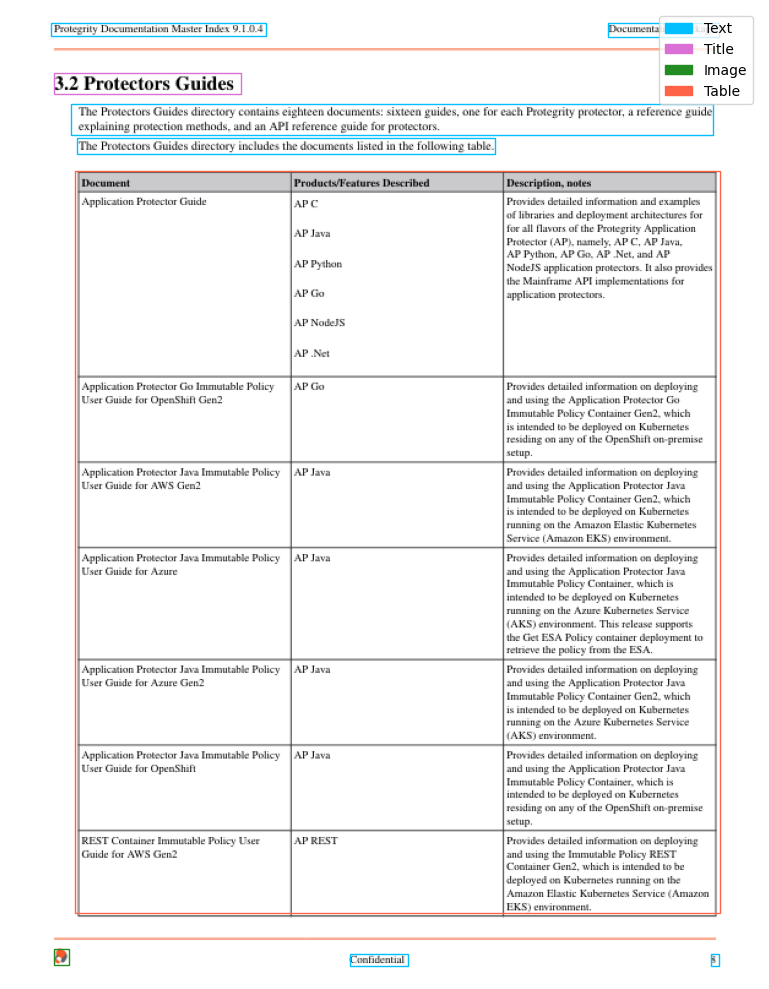 Protegrity Documentation Master Index 9.1.0.4
Text
Title
Image
Table
3.2 Protectors Guides
The Protectors Guides directory contains eighteen documents: sixteen guides, one for each Protegrity protector, a reference guide
explaining protection methods, and an API reference guide for protectors.
The Protectors Guides directory includes the documents listed in the following table.
Document Products/Features Described Description, notes
Application Protector Guide
AP C
AP Java
AP Python
AP Go
AP NodeJS
AP .Net
Provides detailed information and examples
of libraries and deployment architectures for
for all flavors of the Protegrity Application
Protector (AP), namely, AP C, AP Java,
AP Python, AP Go, AP .Net, and AP
NodeJS application protectors. It also provides
the Mainframe API implementations for
application protectors.
Application Protector Go Immutable Policy
User Guide for OpenShift Gen2
AP Go
Provides detailed information on deploying
and using the Application Protector Go
Immutable Policy Container Gen2, which
is intended to be deployed on Kubernetes
residing on any of the OpenShift on-premise
setup.
Application Protector Java Immutable Policy
User Guide for AWS Gen2
AP Java
Provides detailed information on deploying
and using the Application Protector Java
Immutable Policy Container Gen2, which
is intended to be deployed on Kubernetes
running on the Amazon Elastic Kubernetes
Service (Amazon EKS) environment.
Application Protector Java Immutable Policy
User Guide for Azure
AP Java
Provides detailed information on deploying
and using the Application Protector Java
Immutable Policy Container, which is
intended to be deployed on Kubernetes
running on the Azure Kubernetes Service
(AKS) environment. This release supports
the Get ESA Policy container deployment to
retrieve the policy from the ESA.
Application Protector Java Immutable Policy
User Guide for Azure Gen2
AP Java
Provides detailed information on deploying
and using the Application Protector Java
Immutable Policy Container Gen2, which
is intended to be deployed on Kubernetes
running on the Azure Kubernetes Service
(AKS) environment.
Application Protector Java Immutable Policy
User Guide for OpenShift
AP Java
Provides detailed information on deploying
and using the Application Protector Java
Immutable Policy Container, which is
intended to be deployed on Kubernetes
residing on any of the OpenShift on-premise
setup.
REST Container Immutable Policy User
Guide for AWS Gen2
AP REST
Provides detailed information on deploying
and using the Immutable Policy REST
Container Gen2, which is intended to be
deployed on Kubernetes running on the
Amazon Elastic Kubernetes Service (Amazon
EKS) environment.
Confidential 8